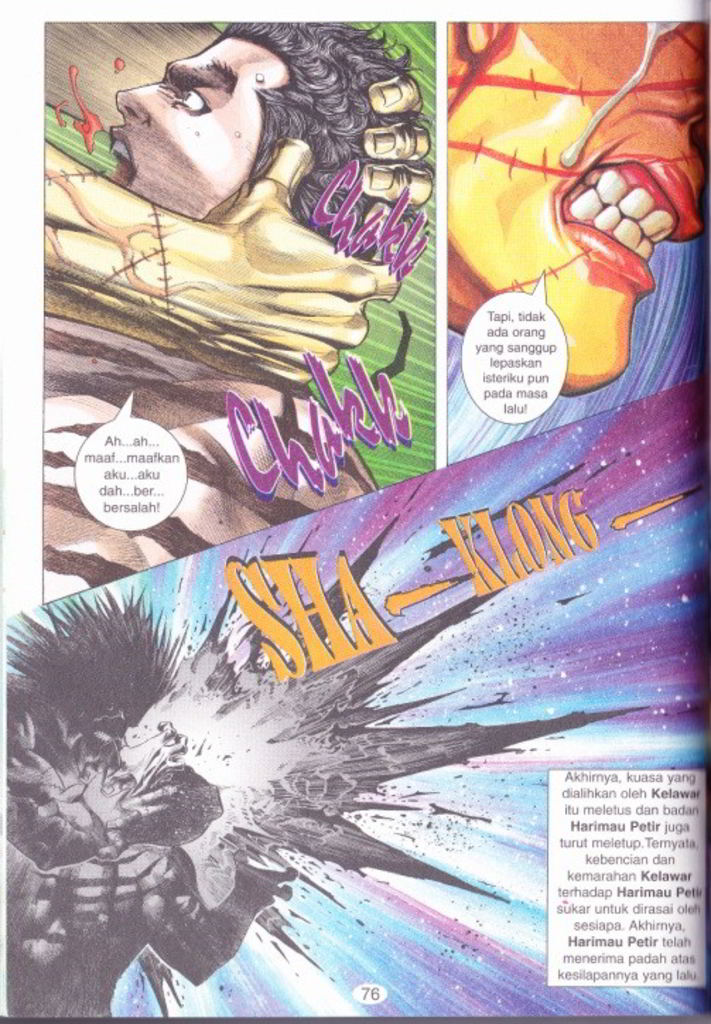 Chakk
Chakk
Ah...ah...
maaf...maafkan
aku...aku
dah...ber...
bersalah!
Tapi, tidak
ada orang
yang sanggup
lepaskan
isteriku pun
pada masa
lalu!
SHA – KLONG –
Akhirnya, kuasa yang
dialihkan oleh Kelawar
itu meletus dan badan
Harimau Petir juga
turut meletup.Ternyata,
kebencian dan
kemarahan Kelawar
terhadap Harimau Petir
sukar untuk dirasai oleh
sesiapa. Akhirnya,
Harimau Petir telah
menerima padah atas
kesilapannya yang lalu.
76